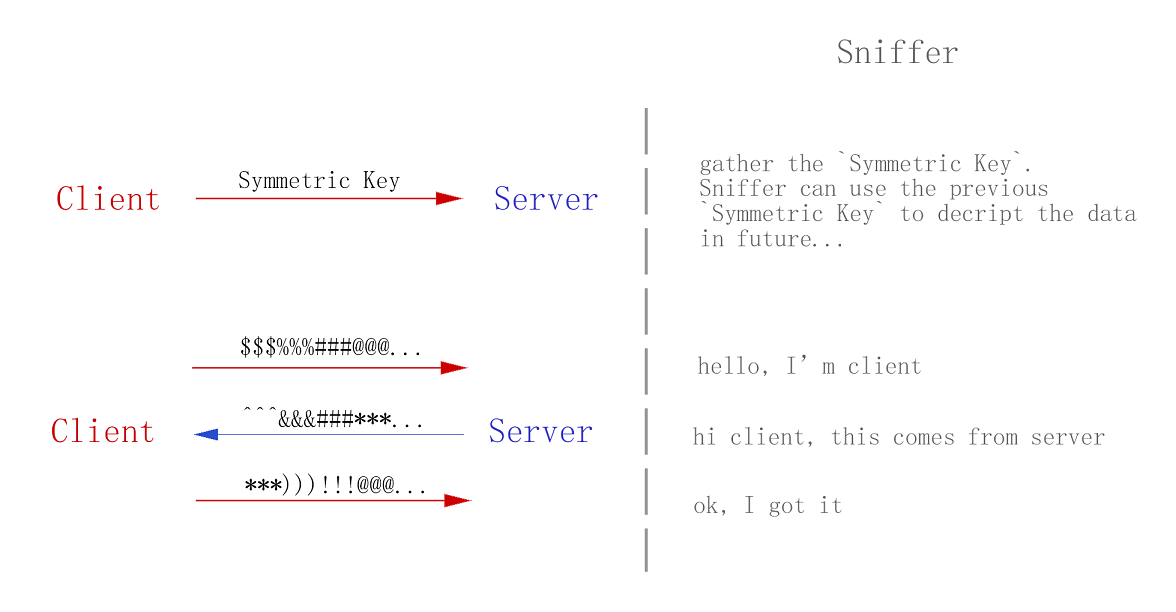 Sniffer
Symmetric Key
Client
Server
gather the `Symmetric Key`.
Sniffer can use the previous
`Symmetric Key` to decript the data
in future...
$$$%%%###@@@...
hello, I’m client
^^^&&&###***...
Client
Server
hi client, this comes from server
***)))!!!@@@...
ok, I got it